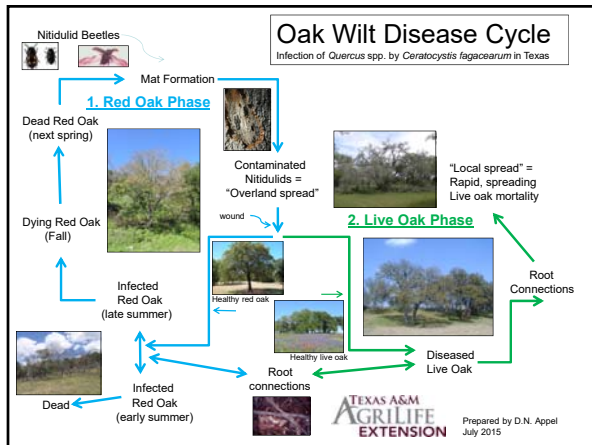 Oak Wilt Disease Cycle
Infection of Quercus spp. by Ceratocystis fagacearum in Texas
Nitidulid Beetles
Mat Formation
1. Red Oak Phase
Dead Red Oak
(next spring)
Contaminated
Nitidulids =
“Overland spread”
“Local spread” =
Rapid, spreading
Live oak mortality
wound
2. Live Oak Phase
Dying Red Oak
(Fall)
Root
Connections
Infected
Red Oak
(late summer)
Healthy red oak
Healthy live oak
Diseased
Live Oak
Root
connections
Infected
Red Oak
(early summer)
Dead
TEXAS A&M
AGRILIFE
EXTENSION
Prepared by D.N. Appel
July 2015